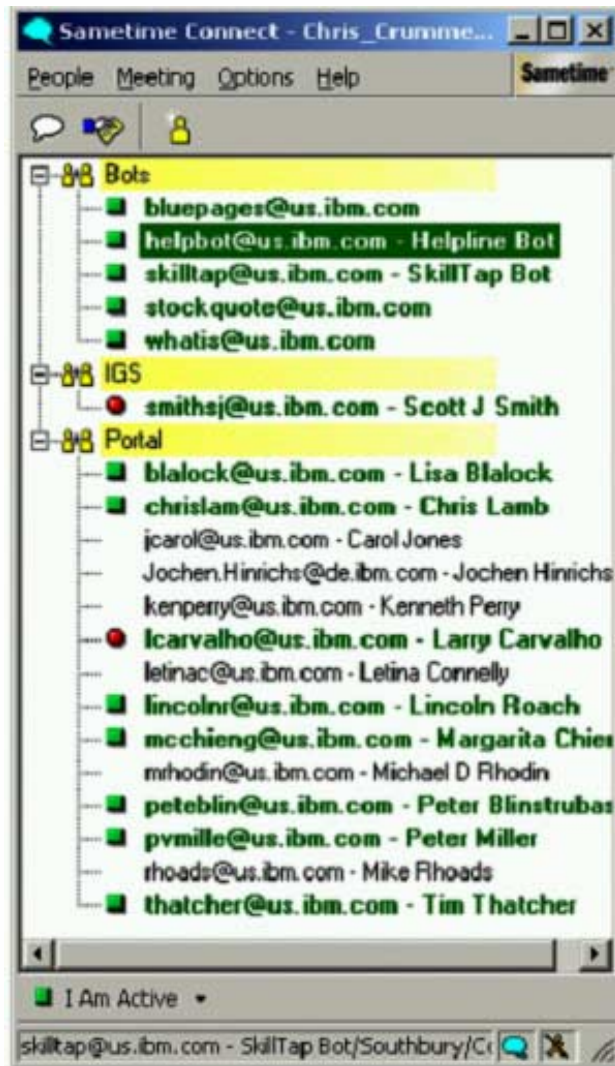 Sametime Connect - Chris_Crumme...
People Meeting Options Help Sametime
Bots
bluepages@us.ibm.com
helpbot@us.ibm.com - Helpline Bot
skilltap@us.ibm.com - SkillTap Bot
stockquote@us.ibm.com
whatis@us.ibm.com
IGS
smithsj@us.ibm.com - Scott J Smith
Portal
blalock@us.ibm.com - Lisa Blalock
chrislam@us.ibm.com - Chris Lamb
jcarol@us.ibm.com - Carol Jones
Jochen.Hinrichs@de.ibm.com - Jochen Hinrichs
kenperry@us.ibm.com - Kenneth Perry
lcarvalho@us.ibm.com - Larry Carvalho
letinac@us.ibm.com - Letina Connelly
lincolnr@us.ibm.com - Lincoln Roach
mcchieng@us.ibm.com - Margarita Chien
mrhodin@us.ibm.com - Michael D Rhodin
peteblin@us.ibm.com - Peter Blinstrubas
pvmille@us.ibm.com - Peter Miller
rhoads@us.ibm.com - Mike Rhoads
thatcher@us.ibm.com - Tim Thatcher
I Am Active
skilltap@us.ibm.com - SkillTap Bot/Southbury/Co